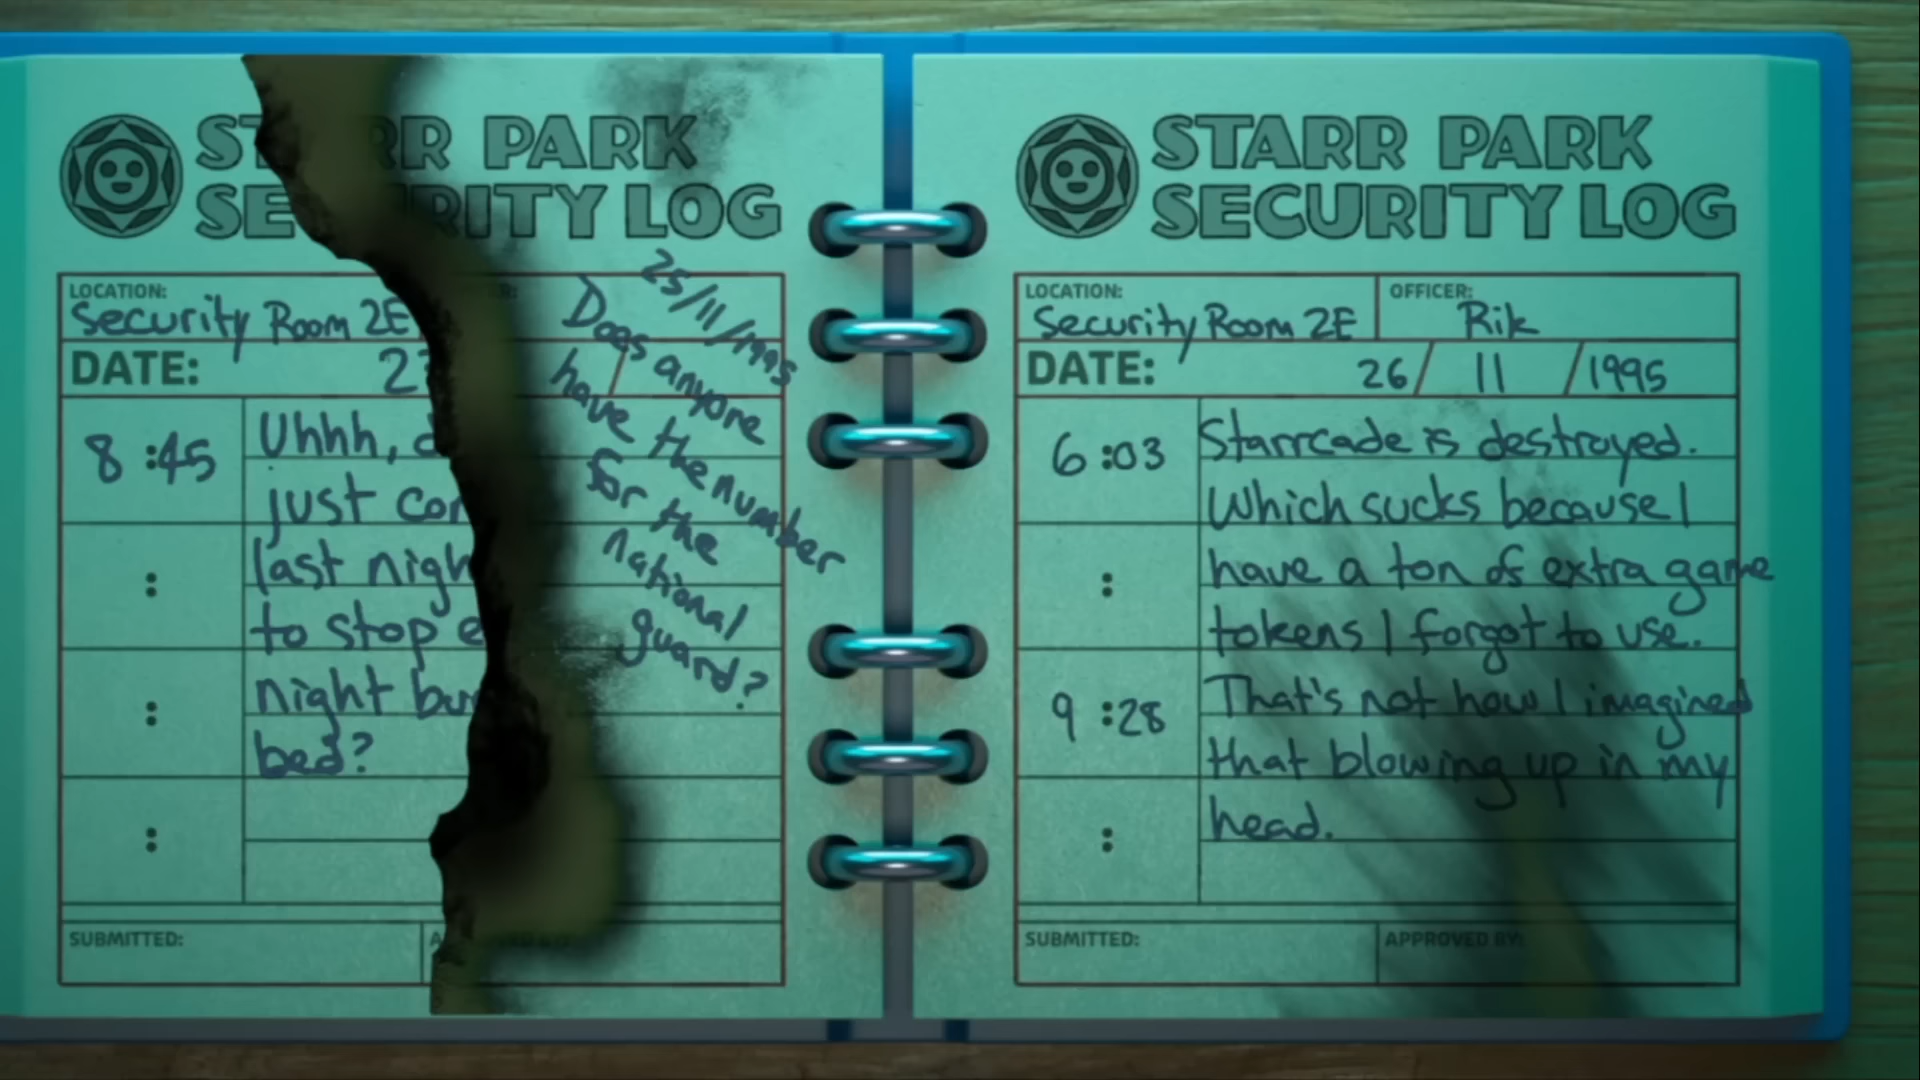 STARR PARK
SECURITY LOG
LOCATION:
Security Room 2E
DATE:
8:45
Uhhh,
just
last
to stop
night
bed?
SUBMITTED:
25/11/1995
Does anyone
have the number
for the
national
guard?
STARR PARK
SECURITY LOG
LOCATION:
Security Room 2E
OFFICER:
Rik
DATE: 26/11/1995
6:03 Starrcade is destroyed.
Which sucks because I
have a ton of extra game
tokens I forgot to use.
9:28 That's not how I imagined
that blowing up in my
head.
SUBMITTED:
APPROVED BY: